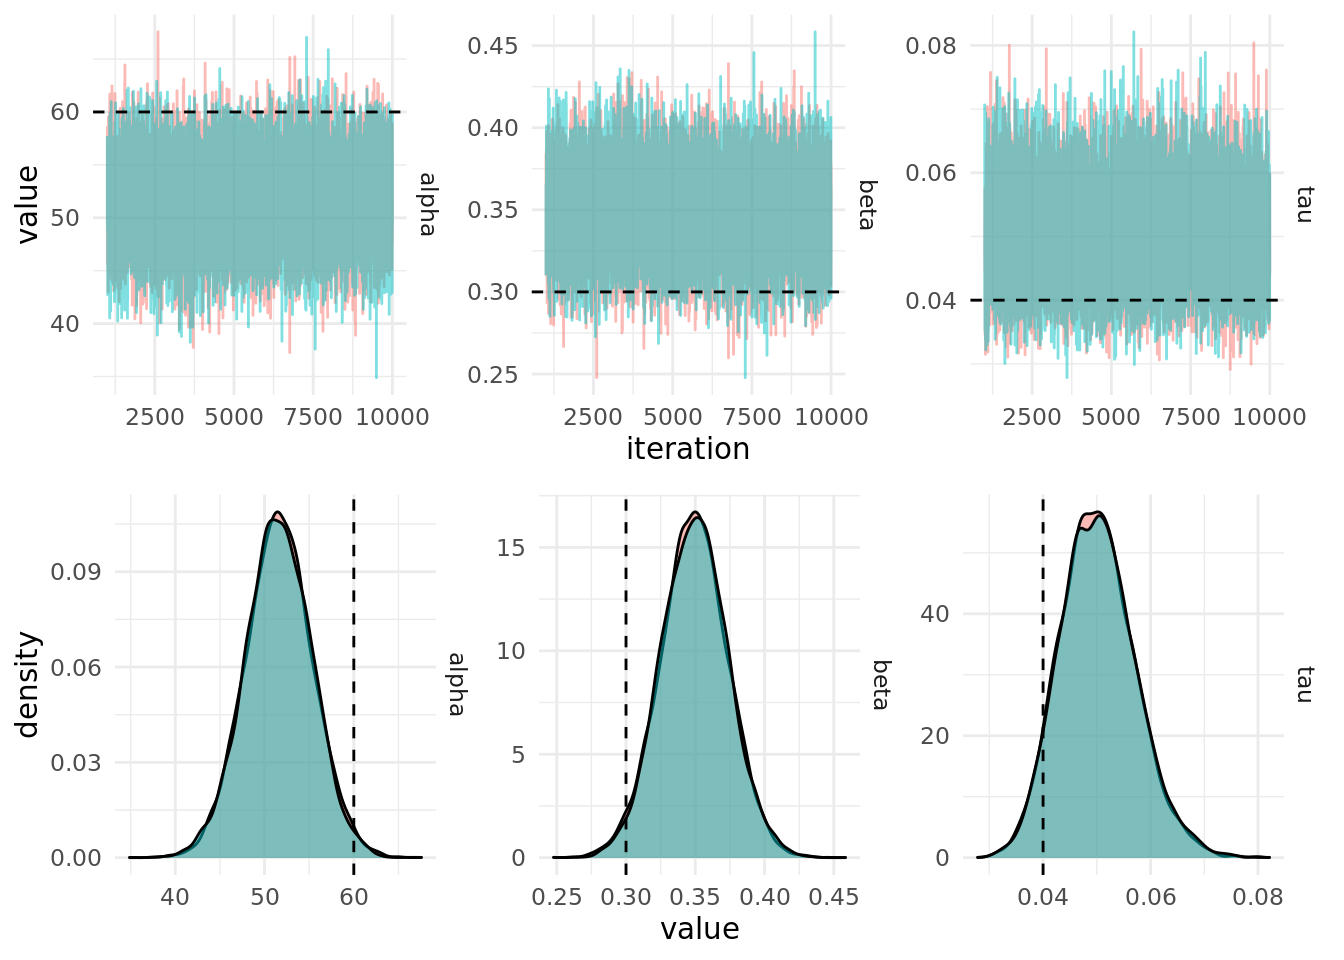 value
60
50
40
2500 5000 7500 10000
alpha
0.45
0.40
0.35
0.30
0.25
2500 5000 7500 10000
beta
0.08
0.06
0.04
2500 5000 7500 10000
tau
iteration
density
0.09
0.06
0.03
0.00
40 50 60
alpha
15
10
5
0
0.25 0.30 0.35 0.40 0.45
beta
40
20
0
0.04 0.06 0.08
tau
value